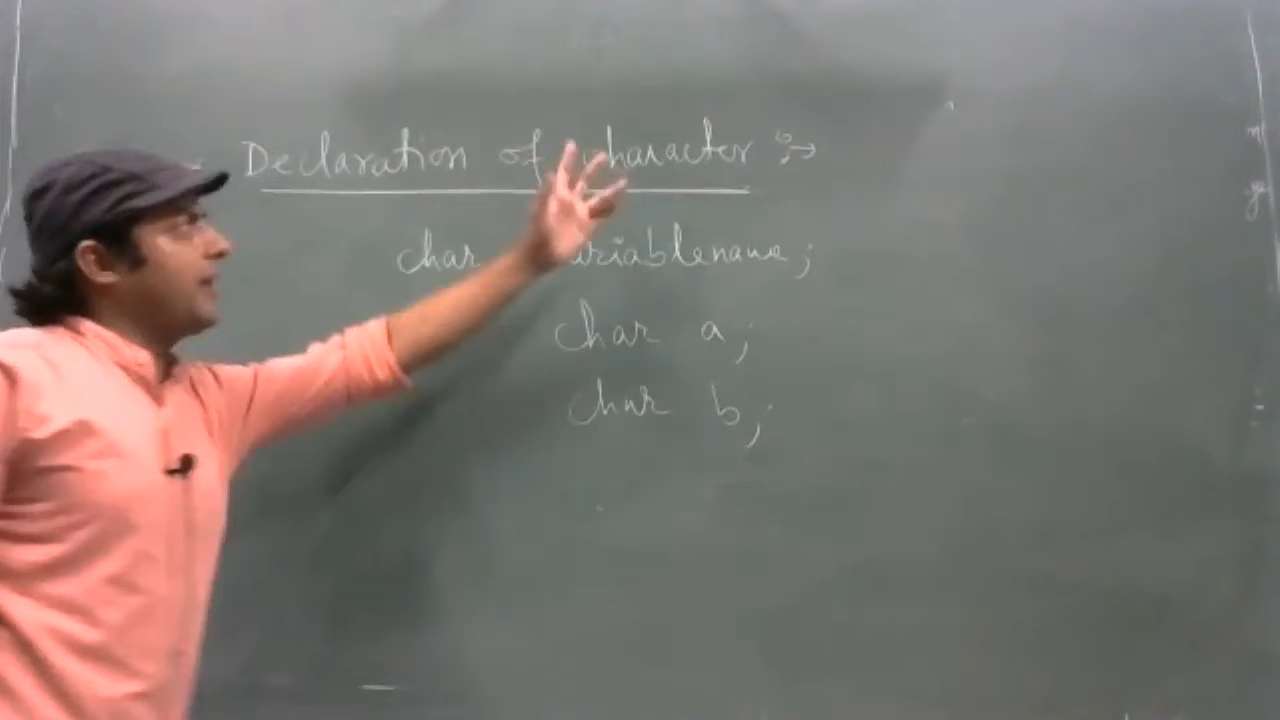 Declaration of character :→
char variablename;
char a;
char b;